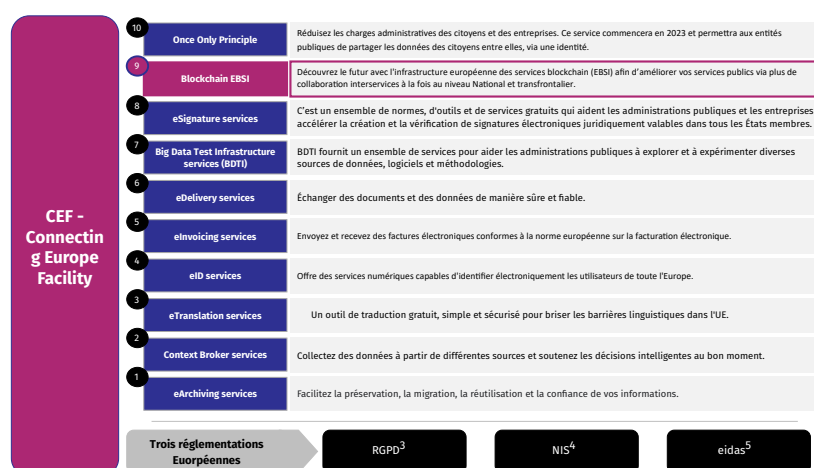 CEF -
Connectin
g Europe
Facility
10
Once Only Principle
Réduisez les charges administratives des citoyens et des entreprises. Ce service commencera en 2023 et permettra aux entités
publiques de partager les données des citoyens entre elles, via une identité.
9
Blockchain EBSI
Découvrez le futur avec l'infrastructure européenne des services blockchain (EBSI) afin d'améliorer vos services publics via plus de
collaboration interservices à la fois au niveau National et transfrontalier.
8
eSignature services
C'est un ensemble de normes, d'outils et de services gratuits qui aident les administrations publiques et les entreprises
accélérer la création et la vérification de signatures électroniques juridiquement valables dans tous les États membres.
7
Big Data Test Infrastructure
services (BDTI)
BDTI fournit un ensemble de services pour aider les administrations publiques à explorer et à expérimenter diverses
sources de données, logiciels et méthodologies.
6
eDelivery services
Échanger des documents et des données de manière sûre et fiable.
5
eInvoicing services
Envoyez et recevez des factures électroniques conformes à la norme européenne sur la facturation électronique.
4
eID services
Offre des services numériques capables d'identifier électroniquement les utilisateurs de toute l'Europe.
3
eTranslation services
Un outil de traduction gratuit, simple et sécurisé pour briser les barrières linguistiques dans l'UE.
2
Context Broker services
Collectez des données à partir de différentes sources et soutenez les décisions intelligentes au bon moment.
1
eArchiving services
Facilitez la préservation, la migration, la réutilisation et la confiance de vos informations.
Trois réglementations
Euorpéennes
RGPD3
NIS4
eidas5